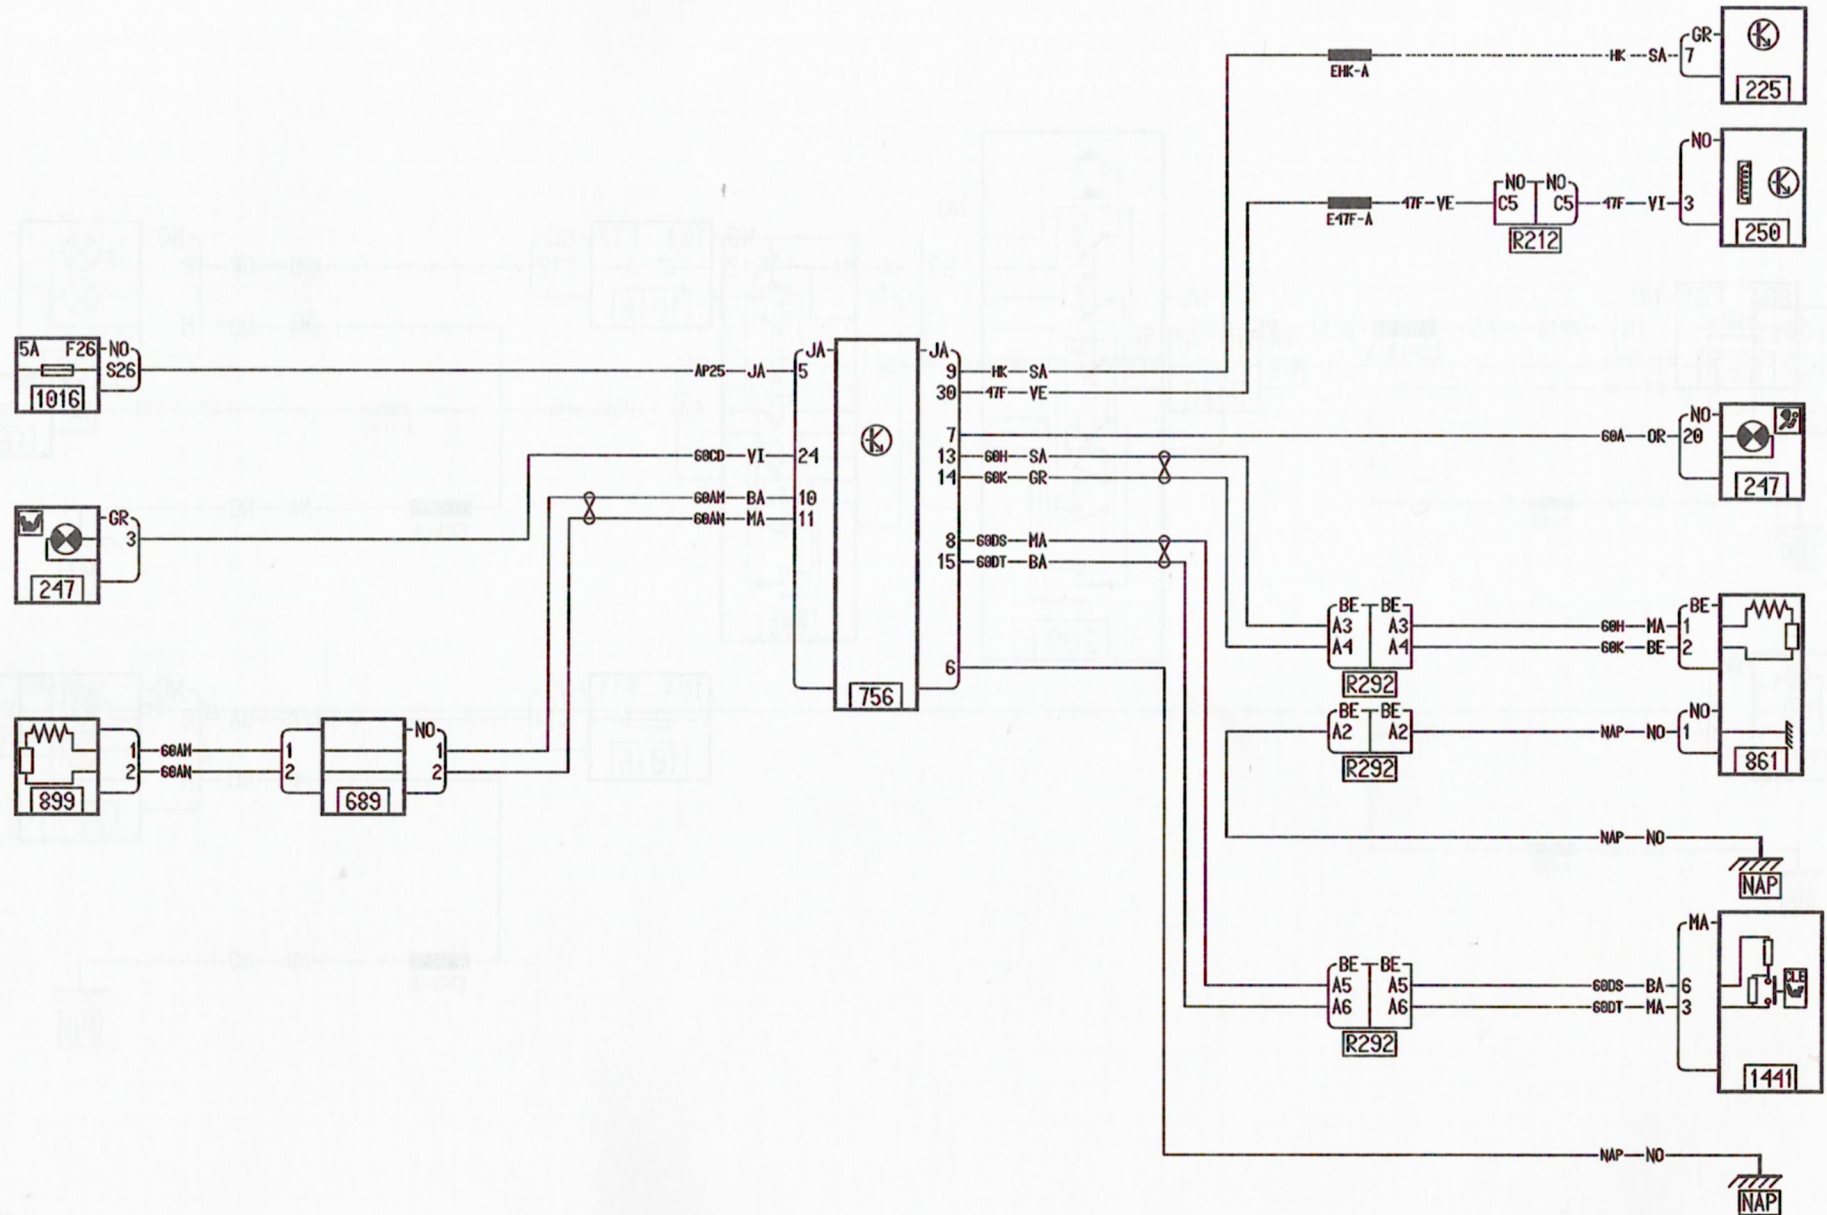 GR
HK SA 7
EHK-A
225
NO
E47F-A 47F VE
NO NO
C5 C5
47F VI 3
R212
250
5A F26 NO
S26
1016
AP25 JA
JA
5
JA
9 HK SA
30 47F VE
7
60A OR
NO
20
247
60CD VI 24
13 60H SA
14 60K GR
60AM BA 10
60AN MA 11
GR
3
247
8 60DS MA
15 60DT BA
6
756
BE BE
A3 A3
A4 A4
R292
60H MA
60K BE
BE
1
2
BE BE
A2 A2
R292
NAP NO
NO
1
861
1 60AM 1
2 60AN 2
899
689
NO
1
2
NAP NO
NAP
BE BE
A5 A5
A6 A6
R292
60DS BA
60DT MA
MA
6
3
CLE
1441
NAP NO
NAP